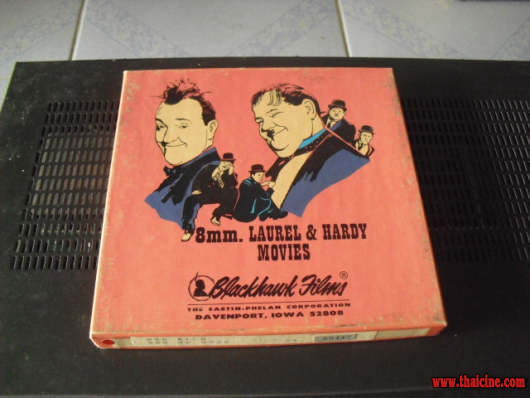 8mm. LAUREL & HARDY
MOVIES
Blackhawk Films ®
THE EASTIN-PHELAN CORPORATION
DAVENPORT, IOWA 52808
www.thaicine.com